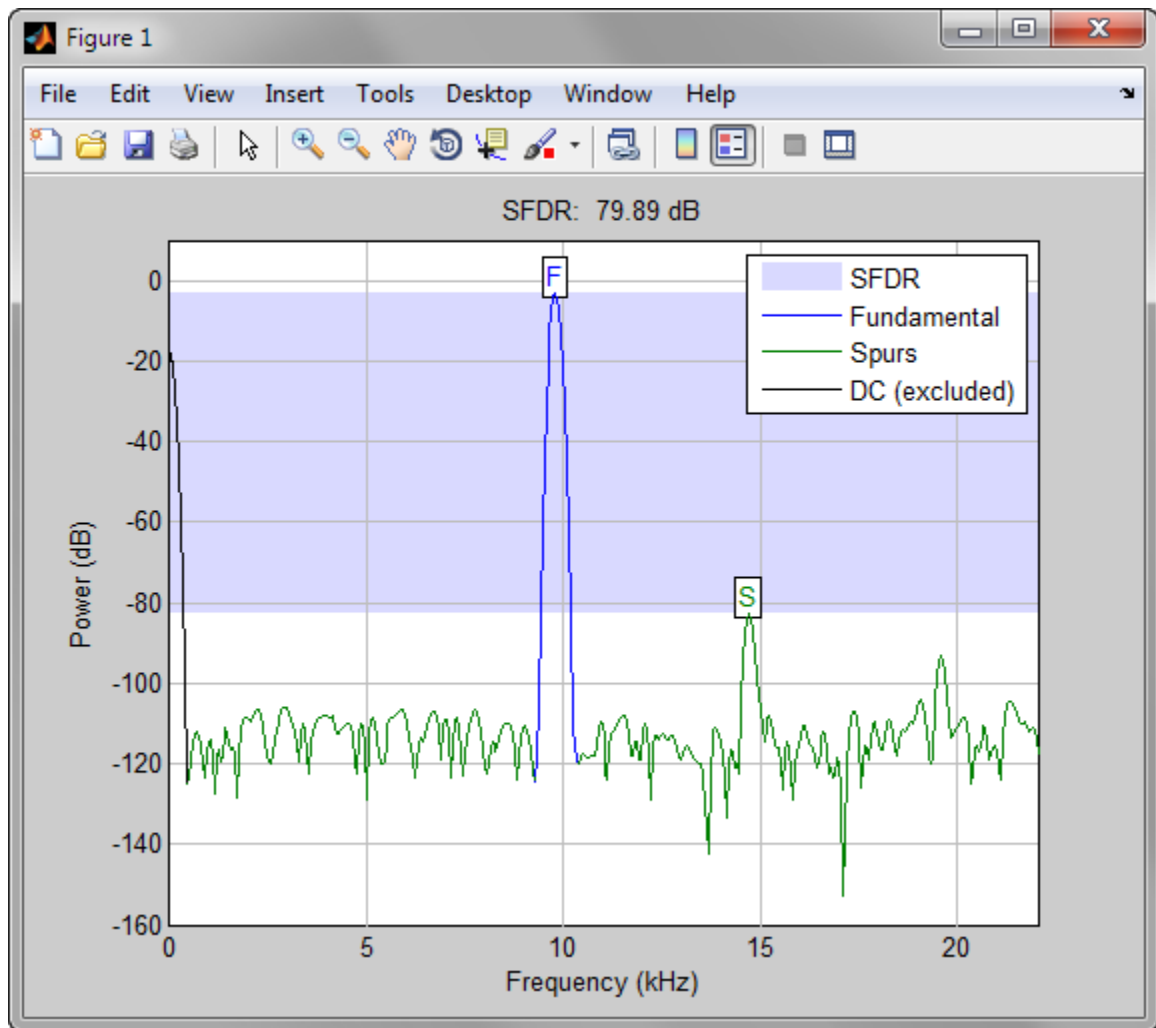 Figure 1
File Edit View Insert Tools Desktop Window Help
SFDR: 79.89 dB
F
S
SFDR
Fundamental
Spurs
DC (excluded)
Power (dB)
0
-20
-40
-60
-80
-100
-120
-140
-160
0 5 10 15 20
Frequency (kHz)